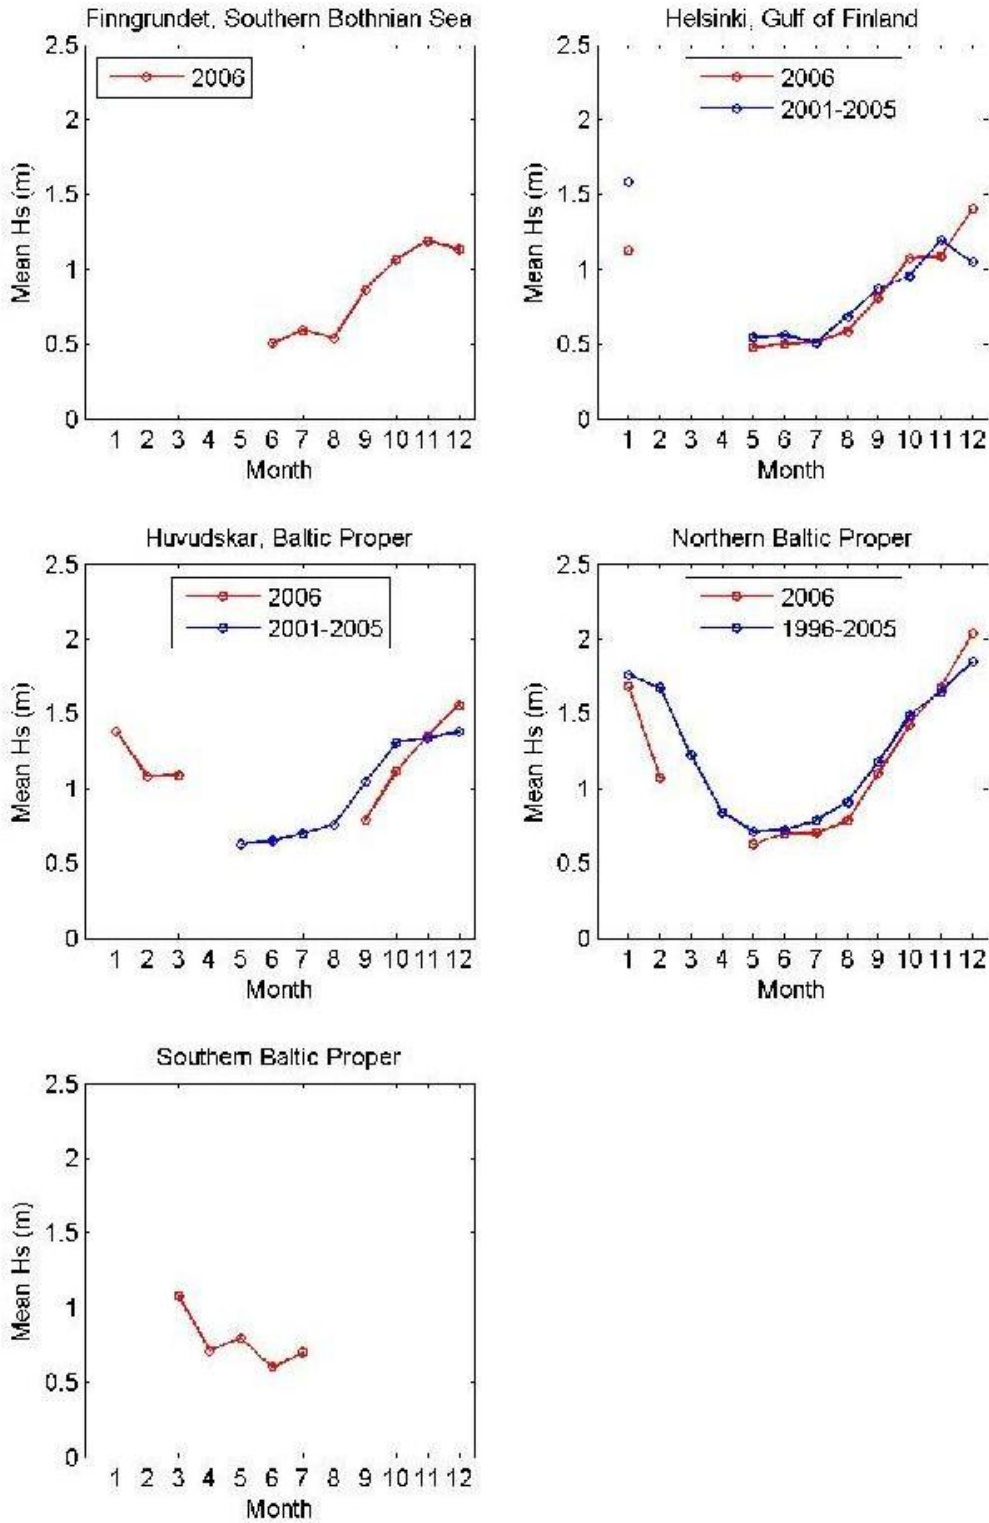 Finngrundet, Southern Bothnian Sea
2.5
2
1.5
1
0.5
0
Mean Hs (m)
2006
1 2 3 4 5 6 7 8 9 10 11 12
Month
Helsinki, Gulf of Finland
2.5
2
1.5
1
0.5
0
Mean Hs (m)
2006
2001-2005
1 2 3 4 5 6 7 8 9 10 11 12
Month
Huvudskar, Baltic Proper
2.5
2
1.5
1
0.5
0
Mean Hs (m)
2006
2001-2005
1 2 3 4 5 6 7 8 9 10 11 12
Month
Northern Baltic Proper
2.5
2
1.5
1
0.5
0
Mean Hs (m)
2006
1996-2005
1 2 3 4 5 6 7 8 9 10 11 12
Month
Southern Baltic Proper
2.5
2
1.5
1
0.5
0
Mean Hs (m)
1 2 3 4 5 6 7 8 9 10 11 12
Month